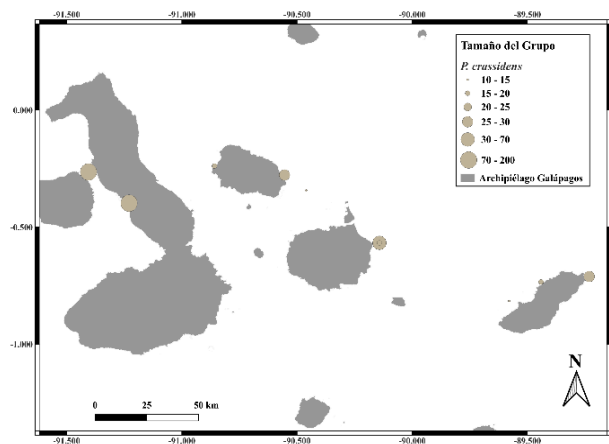 -91.500 -91.000 -90.500 -90.000 -89.500
0.000
-0.500
-1.000
Tamaño del Grupo
P. crassidens
10 - 15
15 - 20
20 - 25
25 - 30
30 - 70
70 - 200
Archipiélago Galápagos
N
0 25 50 km
-91.500 -91.000 -90.500 -90.000 -89.500